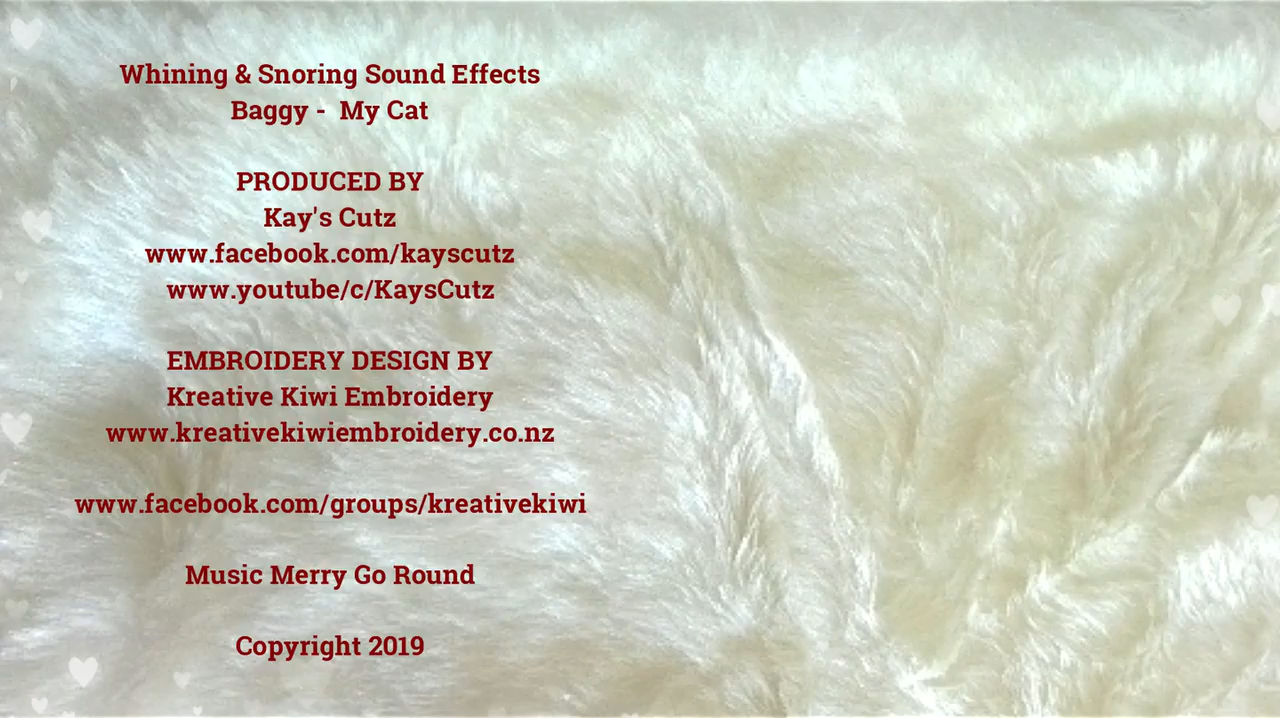 Whining & Snoring Sound Effects
Baggy -  My Cat
PRODUCED BY
Kay's Cutz
www.facebook.com/kayscutz
www.youtube/c/KaysCutz
EMBROIDERY DESIGN BY
Kreative Kiwi Embroidery
www.kreativekiwiembroidery.co.nz
www.facebook.com/groups/kreativekiwi
Music Merry Go Round
Copyright 2019